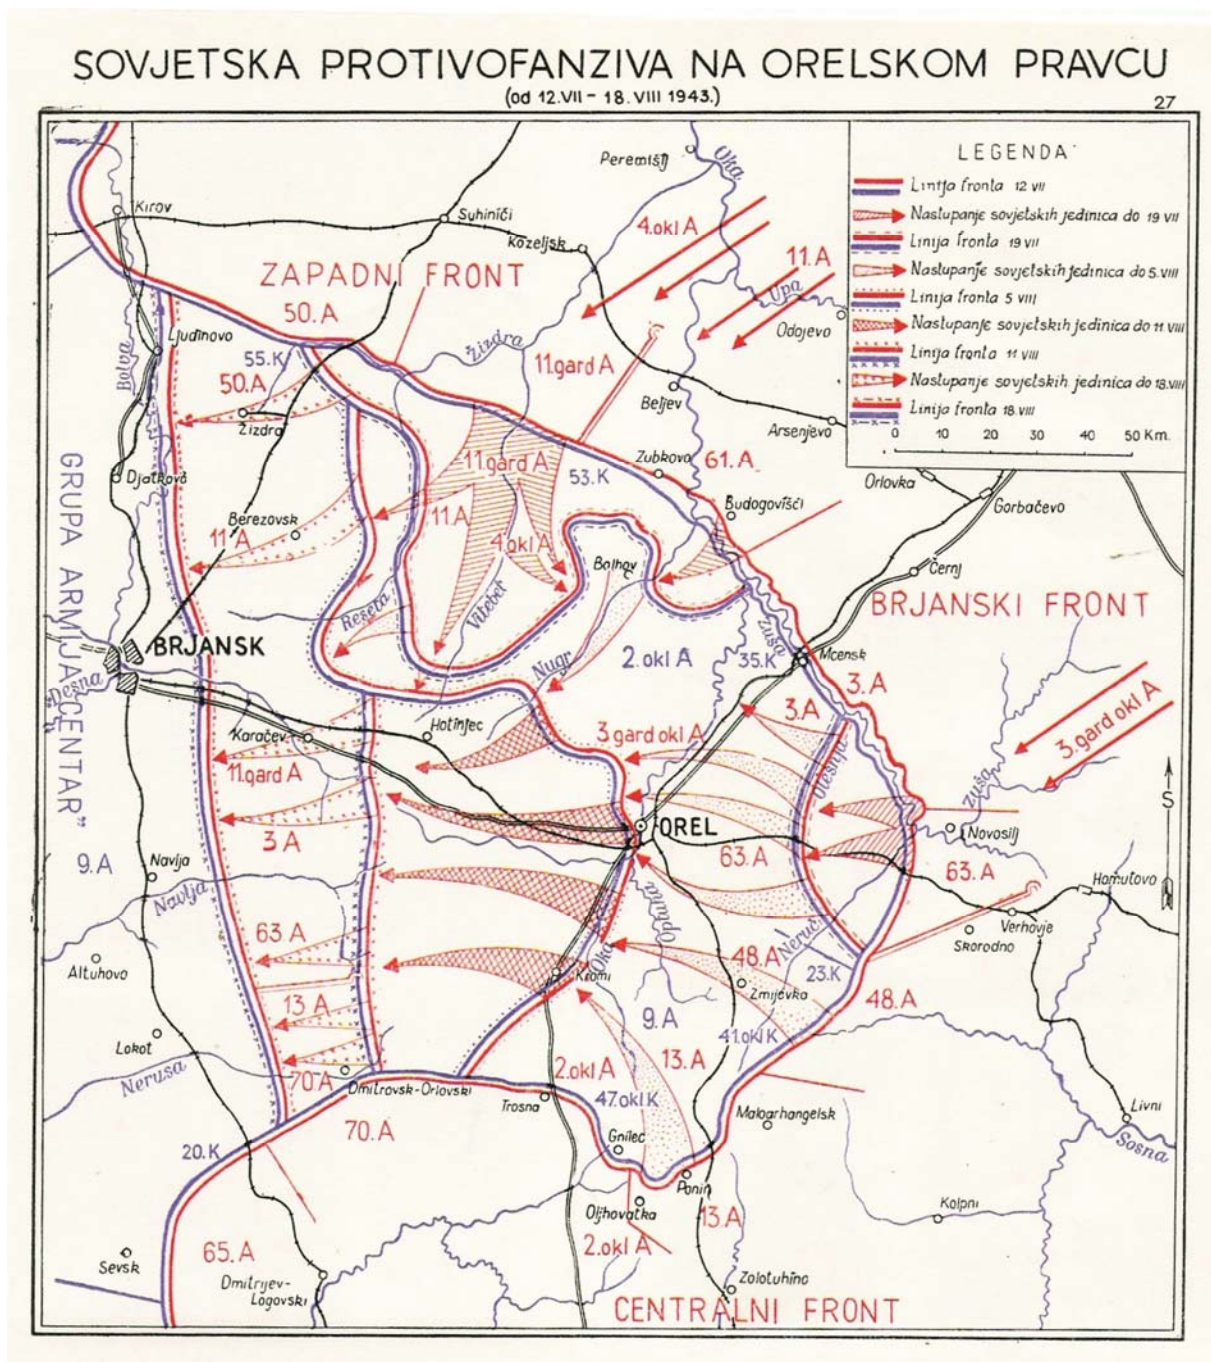 SOVJETSKA PROTIVOFANZIVA NA ORELSKOM PRAVCU
(od 12.VII - 18.VIII 1943.)
27
LEGENDA
Linija fronta 12 VII
Nastupanje sovjetskih jedinica do 19 VII
Linija fronta 19 VII
Nastupanje sovjetskih jedinica do 5.VIII
Linija fronta 5 VIII
Nastupanje sovjetskih jedinica do 11.VIII
Linija fronta 11 VIII
Nastupanje sovjetskih jedinica do 18.VIII
Linija fronta 18.VIII
0 10 20 30 40 50 Km.
Peremišlj
Oka
Kirov
Suhiniči
Kozeljsk
4.okl A
11.A
Upa
Odojevo
ZAPADNI FRONT
50.A
Žizdra
Ljudinovo
Bolva
55.K
50.A
Žizdra
11.gard A
Beljev
Arsenjevo
Zubkovo
61.A
Orlovka
Gorbačevo
Djatkovo
11.gard A
53.K
Budogovišči
Berezovsk
11 A
11.A
4.okl A
Bolhov
Černj
BRJANSKI FRONT
GRUPA ARMIJA „CENTAR”
Reseta
Vitebet
Nugr
2.okl A
Zuša
35.K
Mcensk
BRJANSK
Desna
3.A
3.A
3.gard okl A
Hotinjec
Karačev
3 gard okl A
Olešnja
Zuša
S
11.gard A
3 A
OREL
Novosilj
9.A
Navlja
Navlja
63.A
63.A
Hamutovo
Verhovje
Skorodno
63 A
Oka
Optuha
Neruč
48.A
23.K
48.A
Altuhovo
Kromi
Zmijevka
13 A
9.A
41.okl K
Lokot
Nerusa
70 A
Dmitrovsk-Orlovski
2.okl A
13.A
47.okl K
Trosna
Maloarhangelsk
Livni
Sosna
70.A
20.K
Gnilec
Ponin
Oljhovatka
13.A
Kolpni
2.okl A
65.A
Sevsk
Dmitrijev-
Lagovski
Zolotuhino
CENTRALNI FRONT